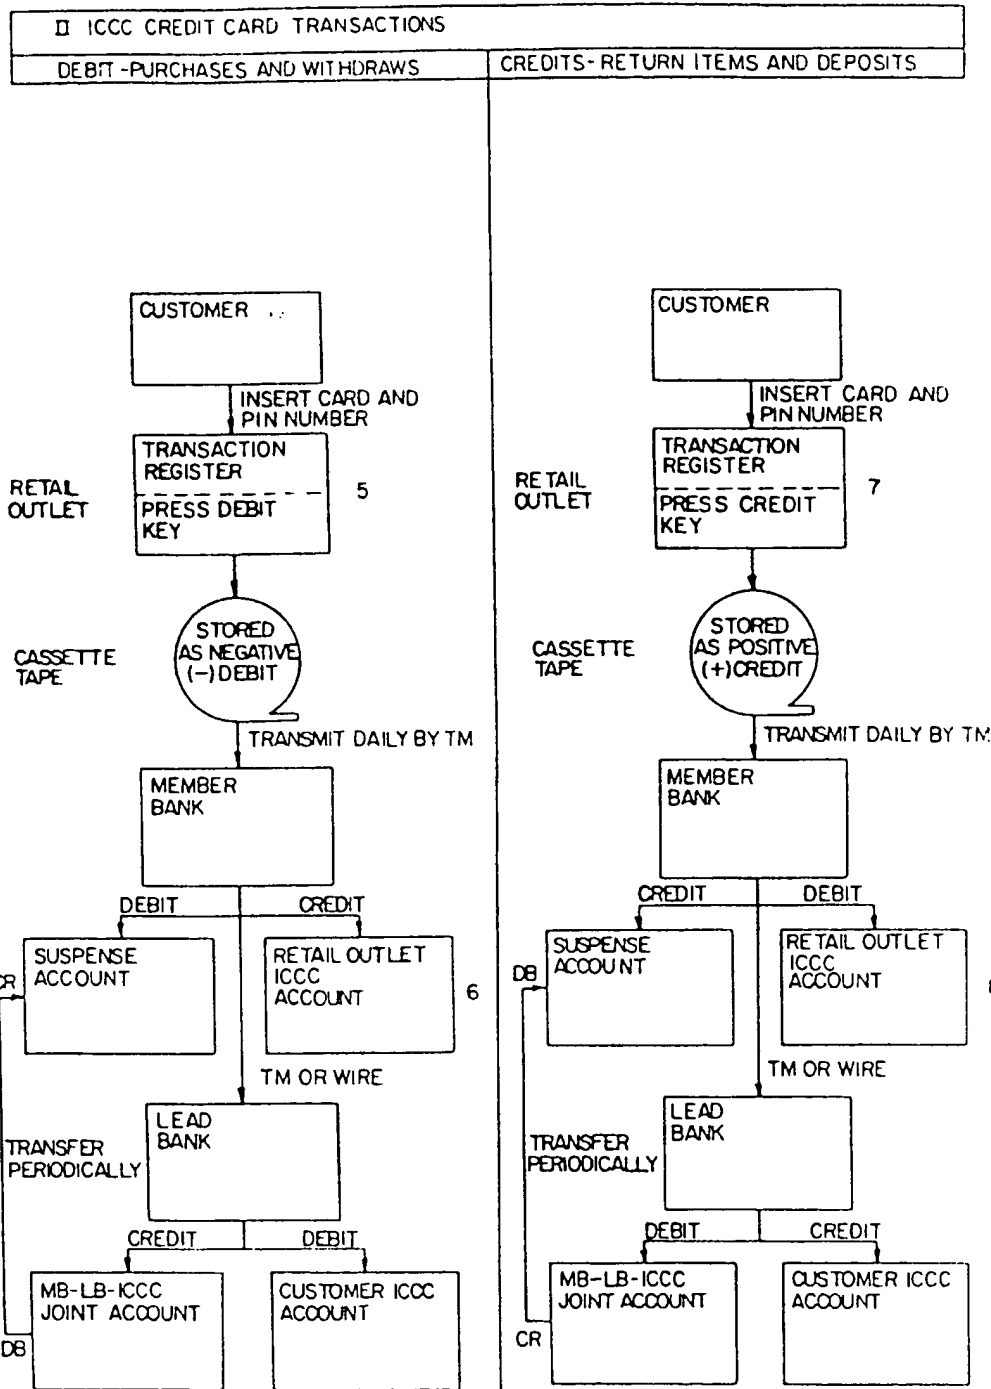 II ICCC CREDIT CARD TRANSACTIONS
DEBIT-PURCHASES AND WITHDRAWS
CREDITS-RETURN ITEMS AND DEPOSITS
CUSTOMER
INSERT CARD AND
PIN NUMBER
TRANSACTION
REGISTER
PRESS DEBIT
KEY
RETAIL
OUTLET
5
STORED
AS NEGATIVE
(-) DEBIT
CASSETTE
TAPE
TRANSMIT DAILY BY TM
MEMBER
BANK
DEBIT
CREDIT
SUSPENSE
ACCOUNT
RETAIL OUTLET
ICCC
ACCOUNT
CR
6
TM OR WIRE
LEAD
BANK
TRANSFER
PERIODICALLY
CREDIT
DEBIT
MB-LB-ICCC
JOINT ACCOUNT
CUSTOMER ICCC
ACCOUNT
DB
CUSTOMER
INSERT CARD AND
PIN NUMBER
TRANSACTION
REGISTER
PRESS CREDIT
KEY
RETAIL
OUTLET
7
STORED
AS POSITIVE
(+) CREDIT
CASSETTE
TAPE
TRANSMIT DAILY BY TM
MEMBER
BANK
CREDIT
DEBIT
SUSPENSE
ACCOUNT
RETAIL OUTLET
ICCC
ACCOUNT
DB
TM OR WIRE
LEAD
BANK
TRANSFER
PERIODICALLY
DEBIT
CREDIT
MB-LB-ICCC
JOINT ACCOUNT
CUSTOMER ICCC
ACCOUNT
CR